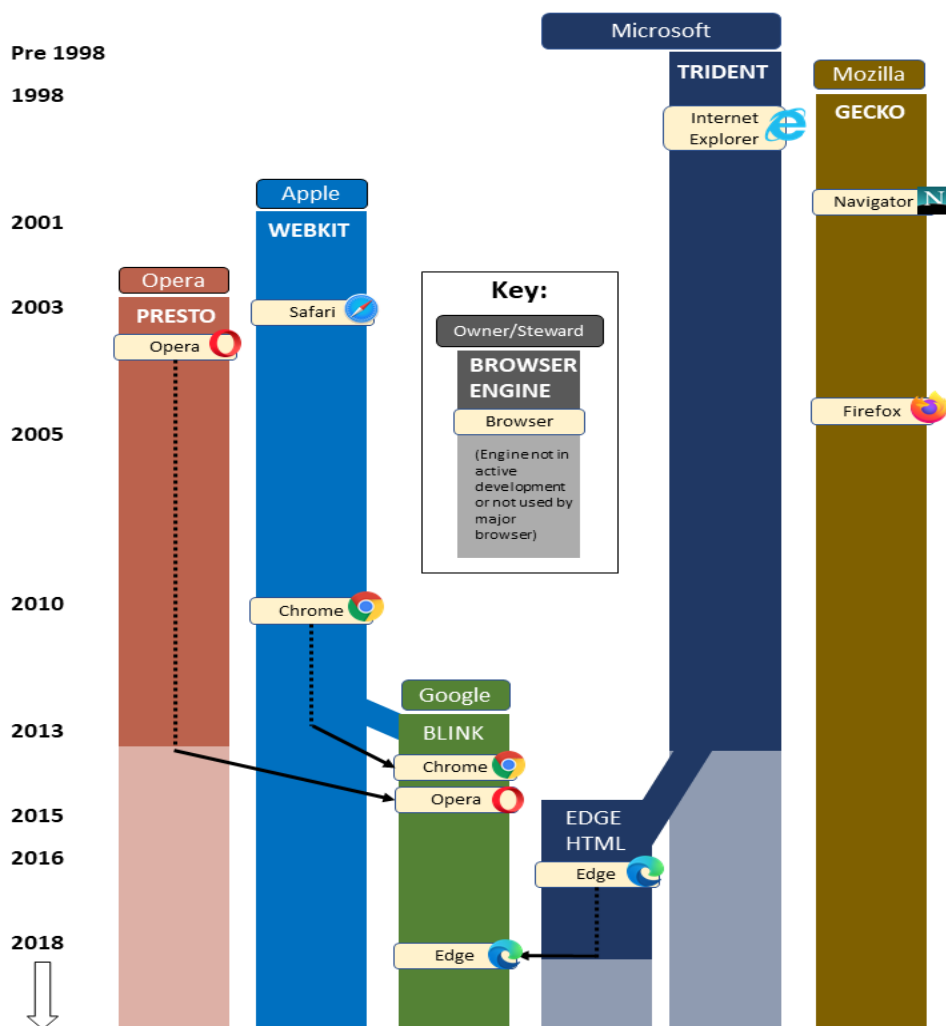 Microsoft
Pre 1998
TRIDENT
Mozilla
1998
GECKO
Internet
Explorer
Apple
Navigator
N
2001
WEBKIT
Opera
Key:
2003
Safari
PRESTO
Owner/Steward
Opera
BROWSER
ENGINE
Firefox
Browser
2005
(Engine not in
active
development
or not used by
major
browser)
2010
Chrome
Google
2013
BLINK
Chrome
Opera
2015
EDGE
HTML
2016
Edge
2018
Edge